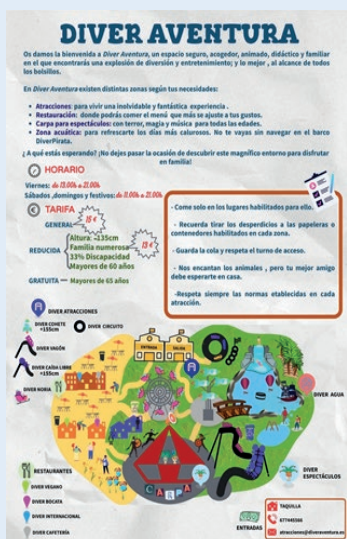 DIVER AVENTURA
Os damos la bienvenida a Diver Aventura, un espacio seguro, acogedor, animado, didáctico y familiar
en el que encontrarás una explosión de diversión y entretenimiento; y lo mejor , al alcance de todos
los bolsillos.
En Diver Aventura existen distintas zonas según tus necesidades:
• Atracciones: para vivir una inolvidable y fantástica experiencia .
• Restauración: donde podrás comer el menú que más se ajuste a tus gustos.
• Carpa para espectáculos: con terror, magia y música para todas las edades.
• Zona acuática: para refrescarte los días más calurosos. No te vayas sin navegar en el barco
DiverPirata.
¿ A qué estás esperando? ¡No dejes pasar la ocasión de descubrir este magnífico entorno para disfrutar
en familia!
HORARIO
Viernes: de 13.00h a 21.00h
Sábados ,domingos y festivos: de 11.00h a 21.00h
TARIFA
GENERAL
15 €
REDUCIDA
Altura: <135cm
Familia numerosa
33% Discapacidad
Mayores de 60 años
13 €
GRATUITA — Mayores de 65 años
- Come solo en los lugares habilitados para ello.
- Recuerda tirar los desperdicios a las papeleras o
contenedores habilitados en cada zona.
- Guarda la cola y respeta el turno de acceso.
- Nos encantan los animales , pero tu mejor amigo
debe esperarte en casa.
-Respeta siempre las normas etablecidas en cada
atracción.
DIVER ATRACCIONES
DIVER COMETE
+135cm
DIVER CIRCUITO
DIVER VAGÓN
DIVER CAÍDA LIBRE
+135cm
DIVER NORIA
ENTRADA
SALIDA
DIVER AGUA
CARPA
RESTAURANTES
DIVER VEGANO
DIVER BOCATA
DIVER INTERNACIONAL
DIVER CAFETERÍA
DIVER
ESPECTÁCULOS
ENTRADAS
TAQUILLA
677445566
atracciones@diveraventura.es